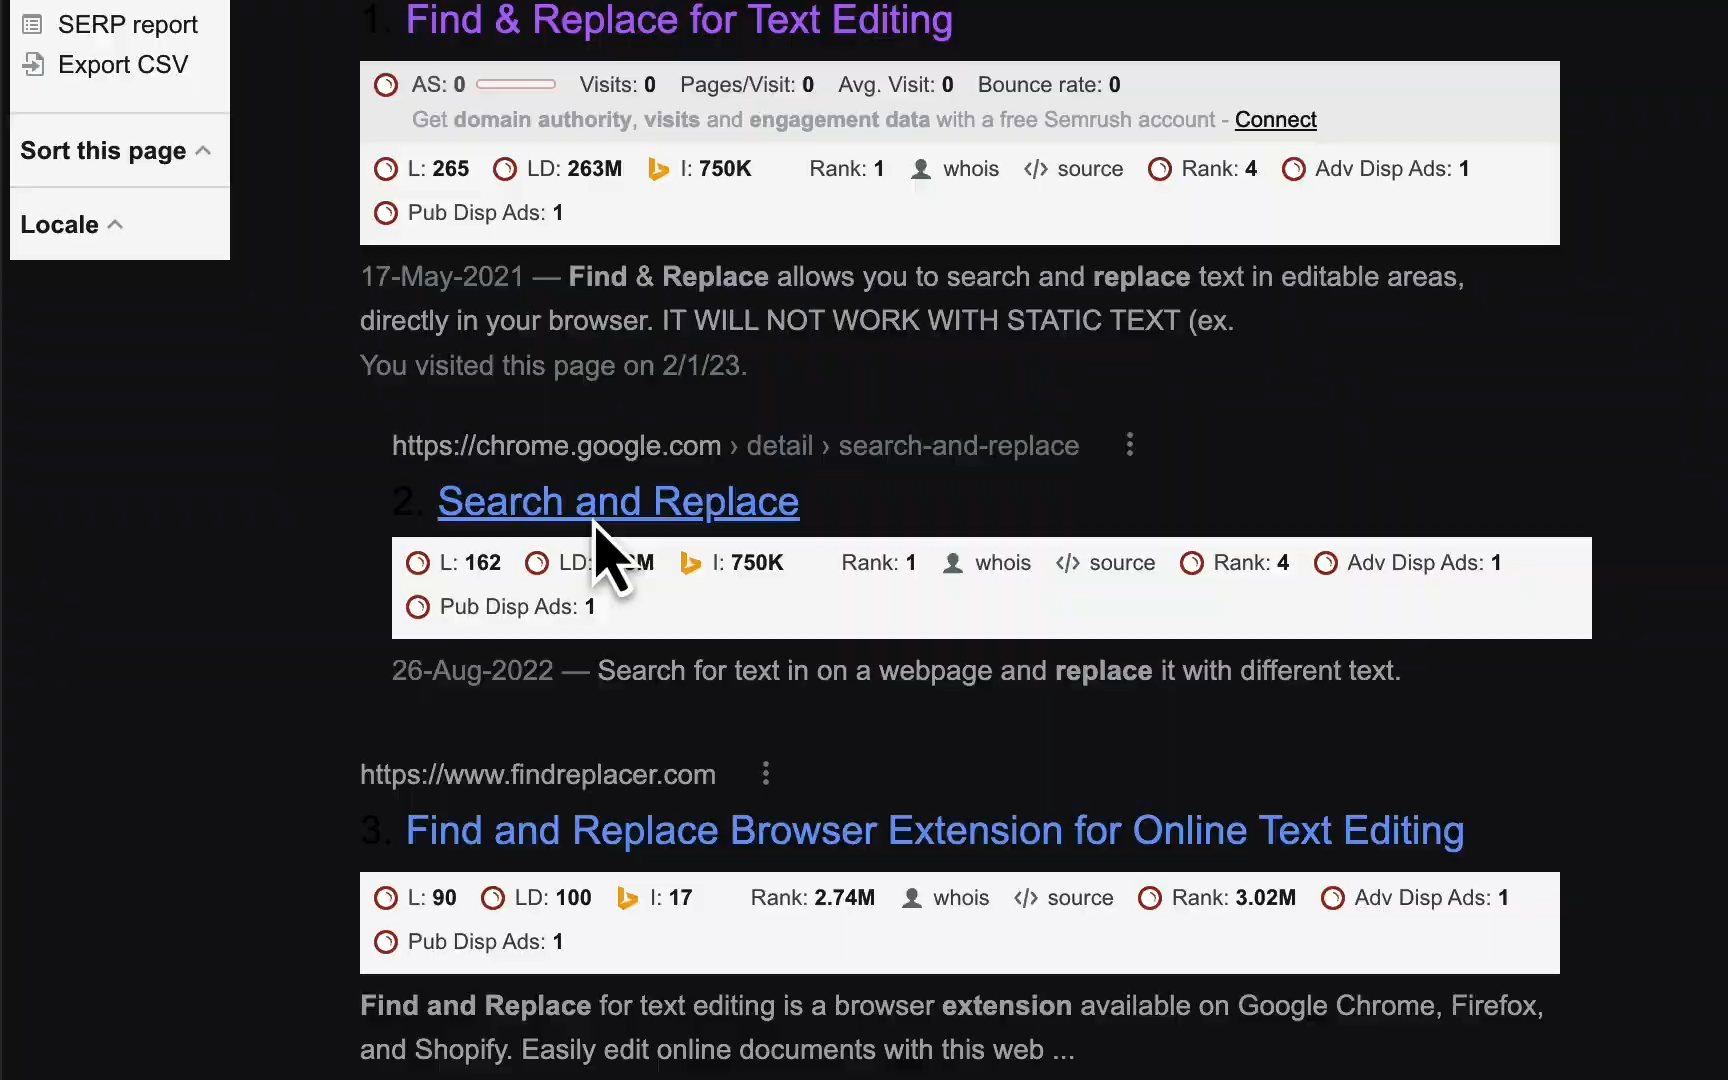 SERP report
Export CSV
Sort this page
Locale
1. Find & Replace for Text Editing
AS: 0 Visits: 0 Pages/Visit: 0 Avg. Visit: 0 Bounce rate: 0
Get domain authority, visits and engagement data with a free Semrush account - Connect
L: 265 LD: 263M I: 750K Rank: 1 whois </> source Rank: 4 Adv Disp Ads: 1
Pub Disp Ads: 1
17-May-2021 — Find & Replace allows you to search and replace text in editable areas,
directly in your browser. IT WILL NOT WORK WITH STATIC TEXT (ex.
You visited this page on 2/1/23.
https://chrome.google.com › detail › search-and-replace
2. Search and Replace
L: 162 LD: I: 750K Rank: 1 whois </> source Rank: 4 Adv Disp Ads: 1
Pub Disp Ads: 1
26-Aug-2022 — Search for text in on a webpage and replace it with different text.
https://www.findreplacer.com
3. Find and Replace Browser Extension for Online Text Editing
L: 90 LD: 100 I: 17 Rank: 2.74M whois </> source Rank: 3.02M Adv Disp Ads: 1
Pub Disp Ads: 1
Find and Replace for text editing is a browser extension available on Google Chrome, Firefox,
and Shopify. Easily edit online documents with this web ...